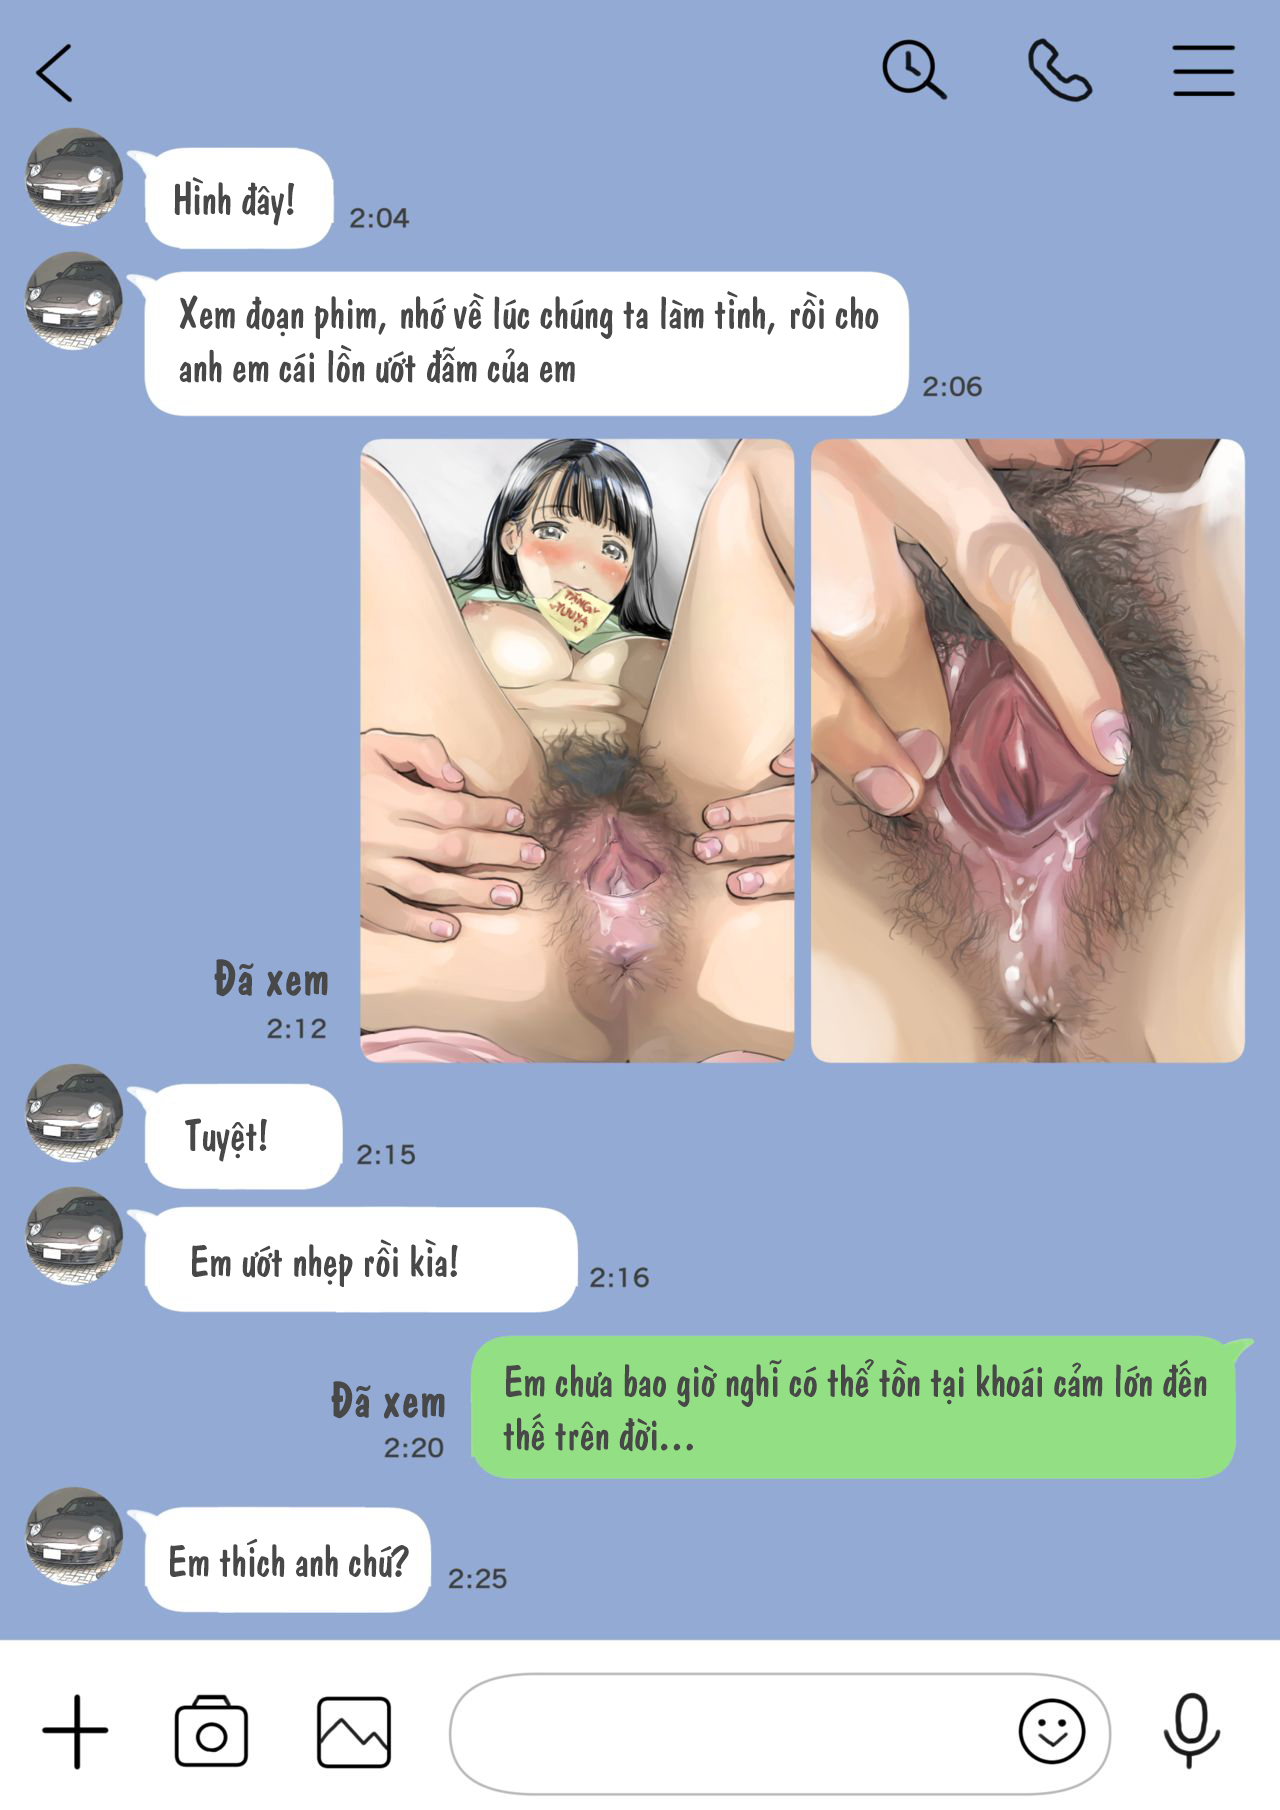 Hình đây!
2:04
Xem đoạn phim, nhớ về lúc chúng ta làm tình, rồi cho
anh em cái lồn ướt đẫm của em
2:06
TẶNG
YUUYA
Đã xem
2:12
Tuyệt!
2:15
Em ướt nhẹp rồi kìa!
2:16
Em chưa bao giờ nghĩ có thể tồn tại khoái cảm lớn đến
thế trên đời...
Đã xem
2:20
Em thích anh chứ?
2:25